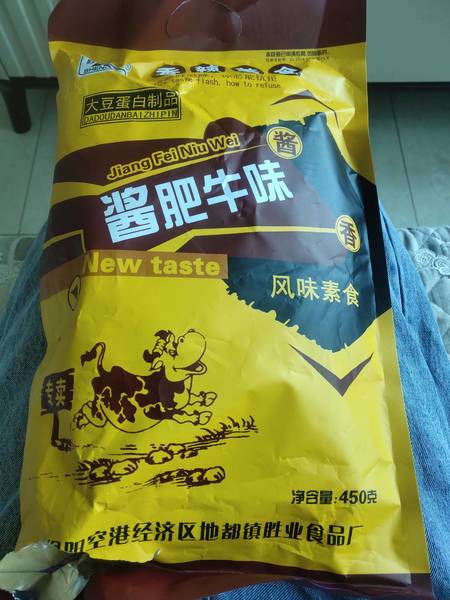 大豆蛋白制品
DADOUDANBAIZHIPIN
flash, how to refuse
Jiang Fei Niu Wei
酱肥牛味
酱
香
New taste
风味素食
专卖
净含量:450克
空港经济区地都镇胜业食品厂